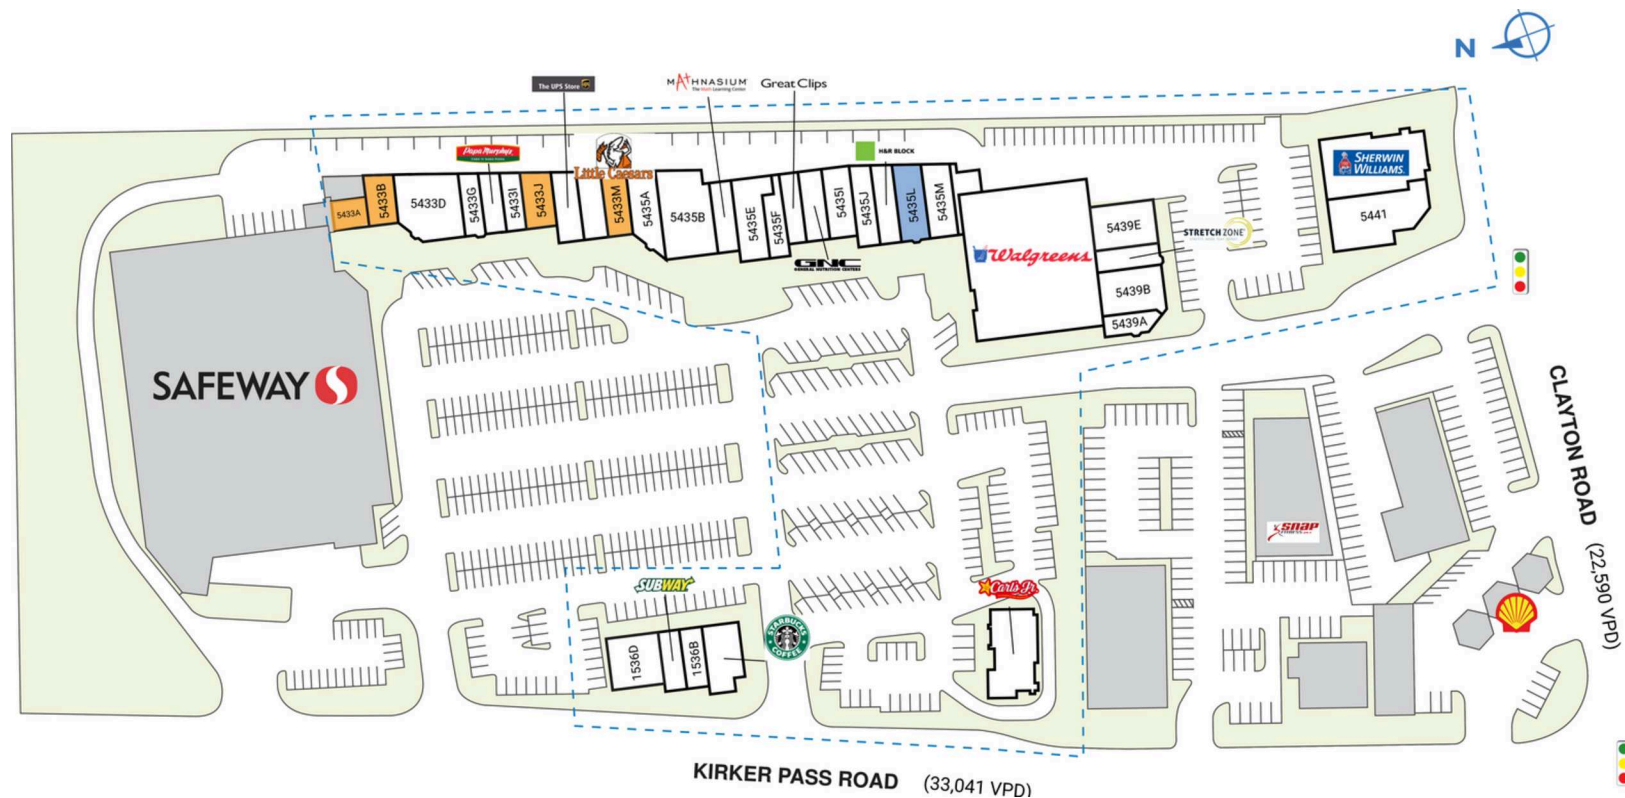 N
The UPS Store
MATHNASIUM
The Math Learning Center
Great Clips
Papa Murphy's
Little Caesars
H&R BLOCK
SHERWIN
WILLIAMS.
5433A
5433B
5433D
5433G
5433I
5433J
5433M
5435A
5435B
5435E
5435F
5435I
5435J
5435L
5435M
GNC
GENERAL NUTRITION CENTERS
Walgreens
5439E
STRETCH ZONE
5439B
5439A
5441
SAFEWAY
CLAYTON ROAD (22,590 VPD)
snap
SUBWAY
Carl's Jr.
STARBUCKS
COFFEE
1536D
1536B
KIRKER PASS ROAD (33,041 VPD)